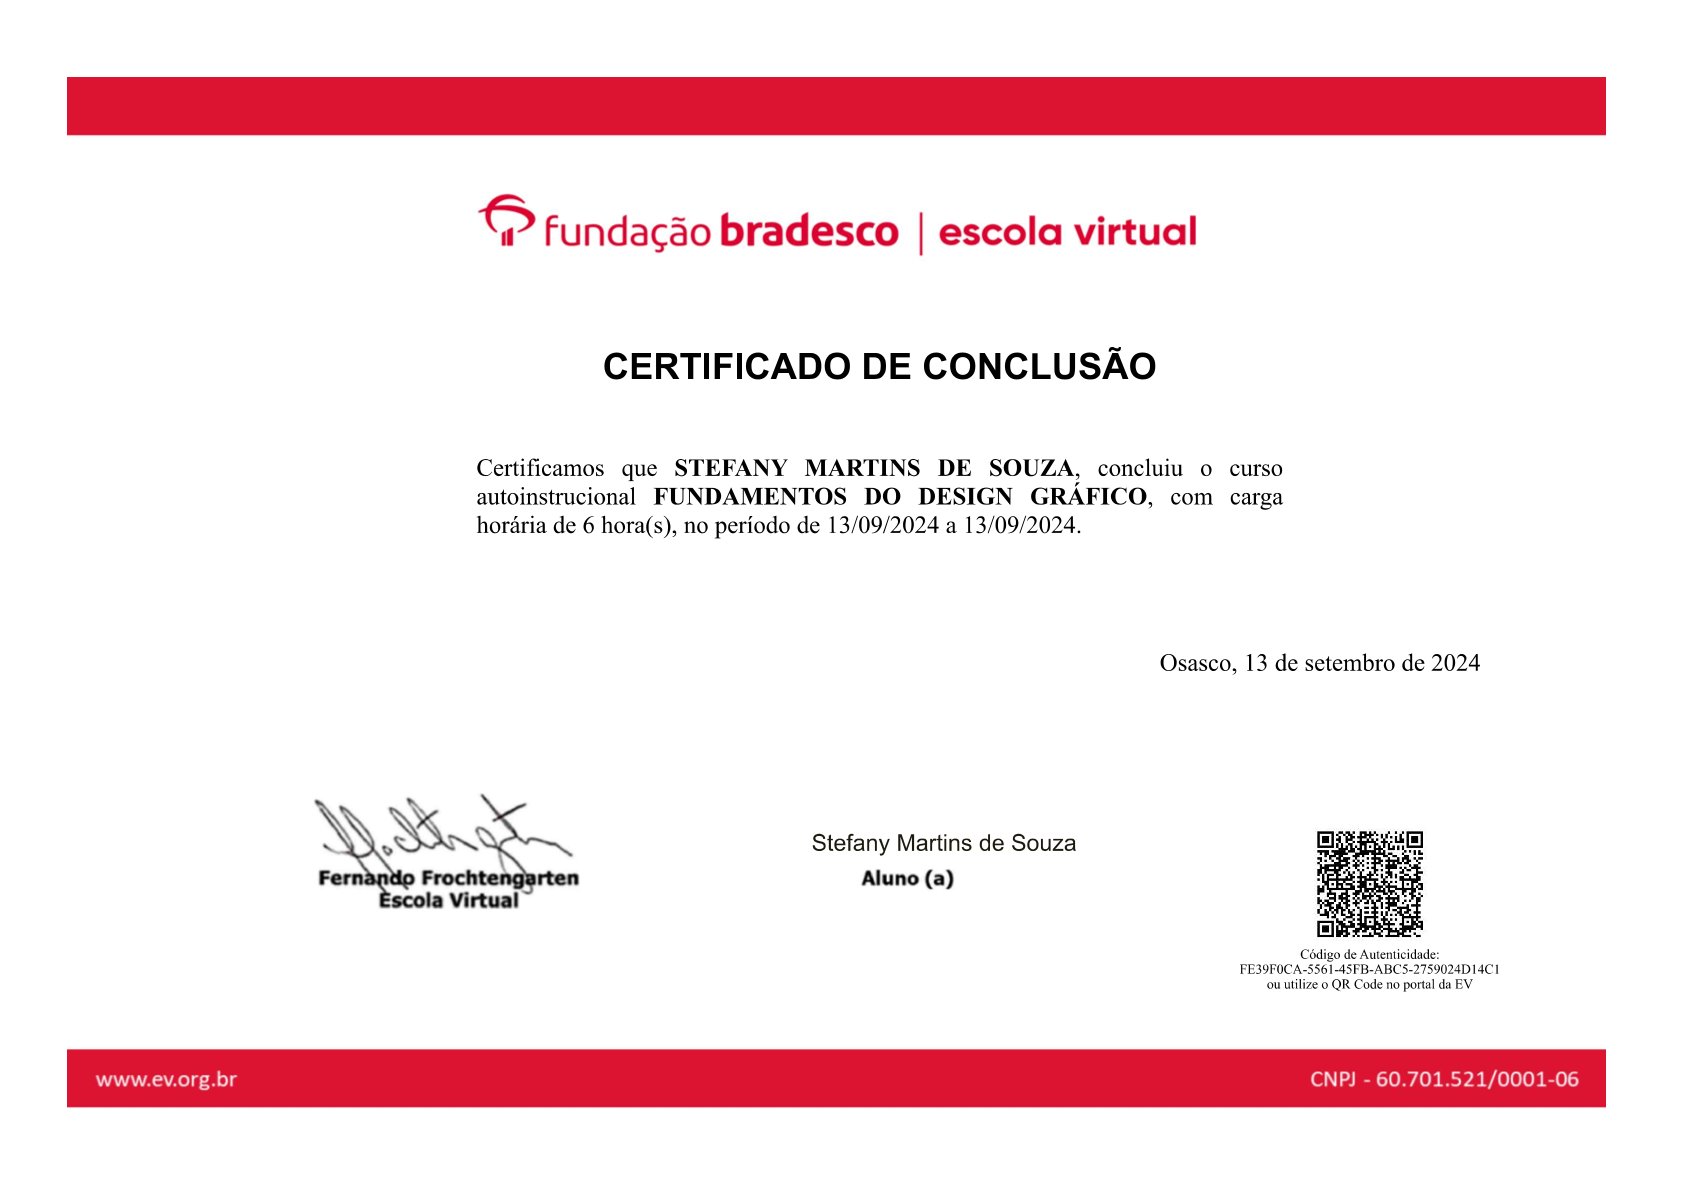 fundação bradesco | escola virtual
CERTIFICADO DE CONCLUSÃO
Certificamos que STEFANY MARTINS DE SOUZA, concluiu o curso
autoinstrucional FUNDAMENTOS DO DESIGN GRÁFICO, com carga
horária de 6 hora(s), no período de 13/09/2024 a 13/09/2024.
Osasco, 13 de setembro de 2024
Fernando Frochtengarten
Escola Virtual
Stefany Martins de Souza
Aluno (a)
Código de Autenticidade:
FE39F0CA-5561-45FB-ABC5-2759024D14C1
ou utilize o QR Code no portal da EV
www.ev.org.br
CNPJ - 60.701.521/0001-06